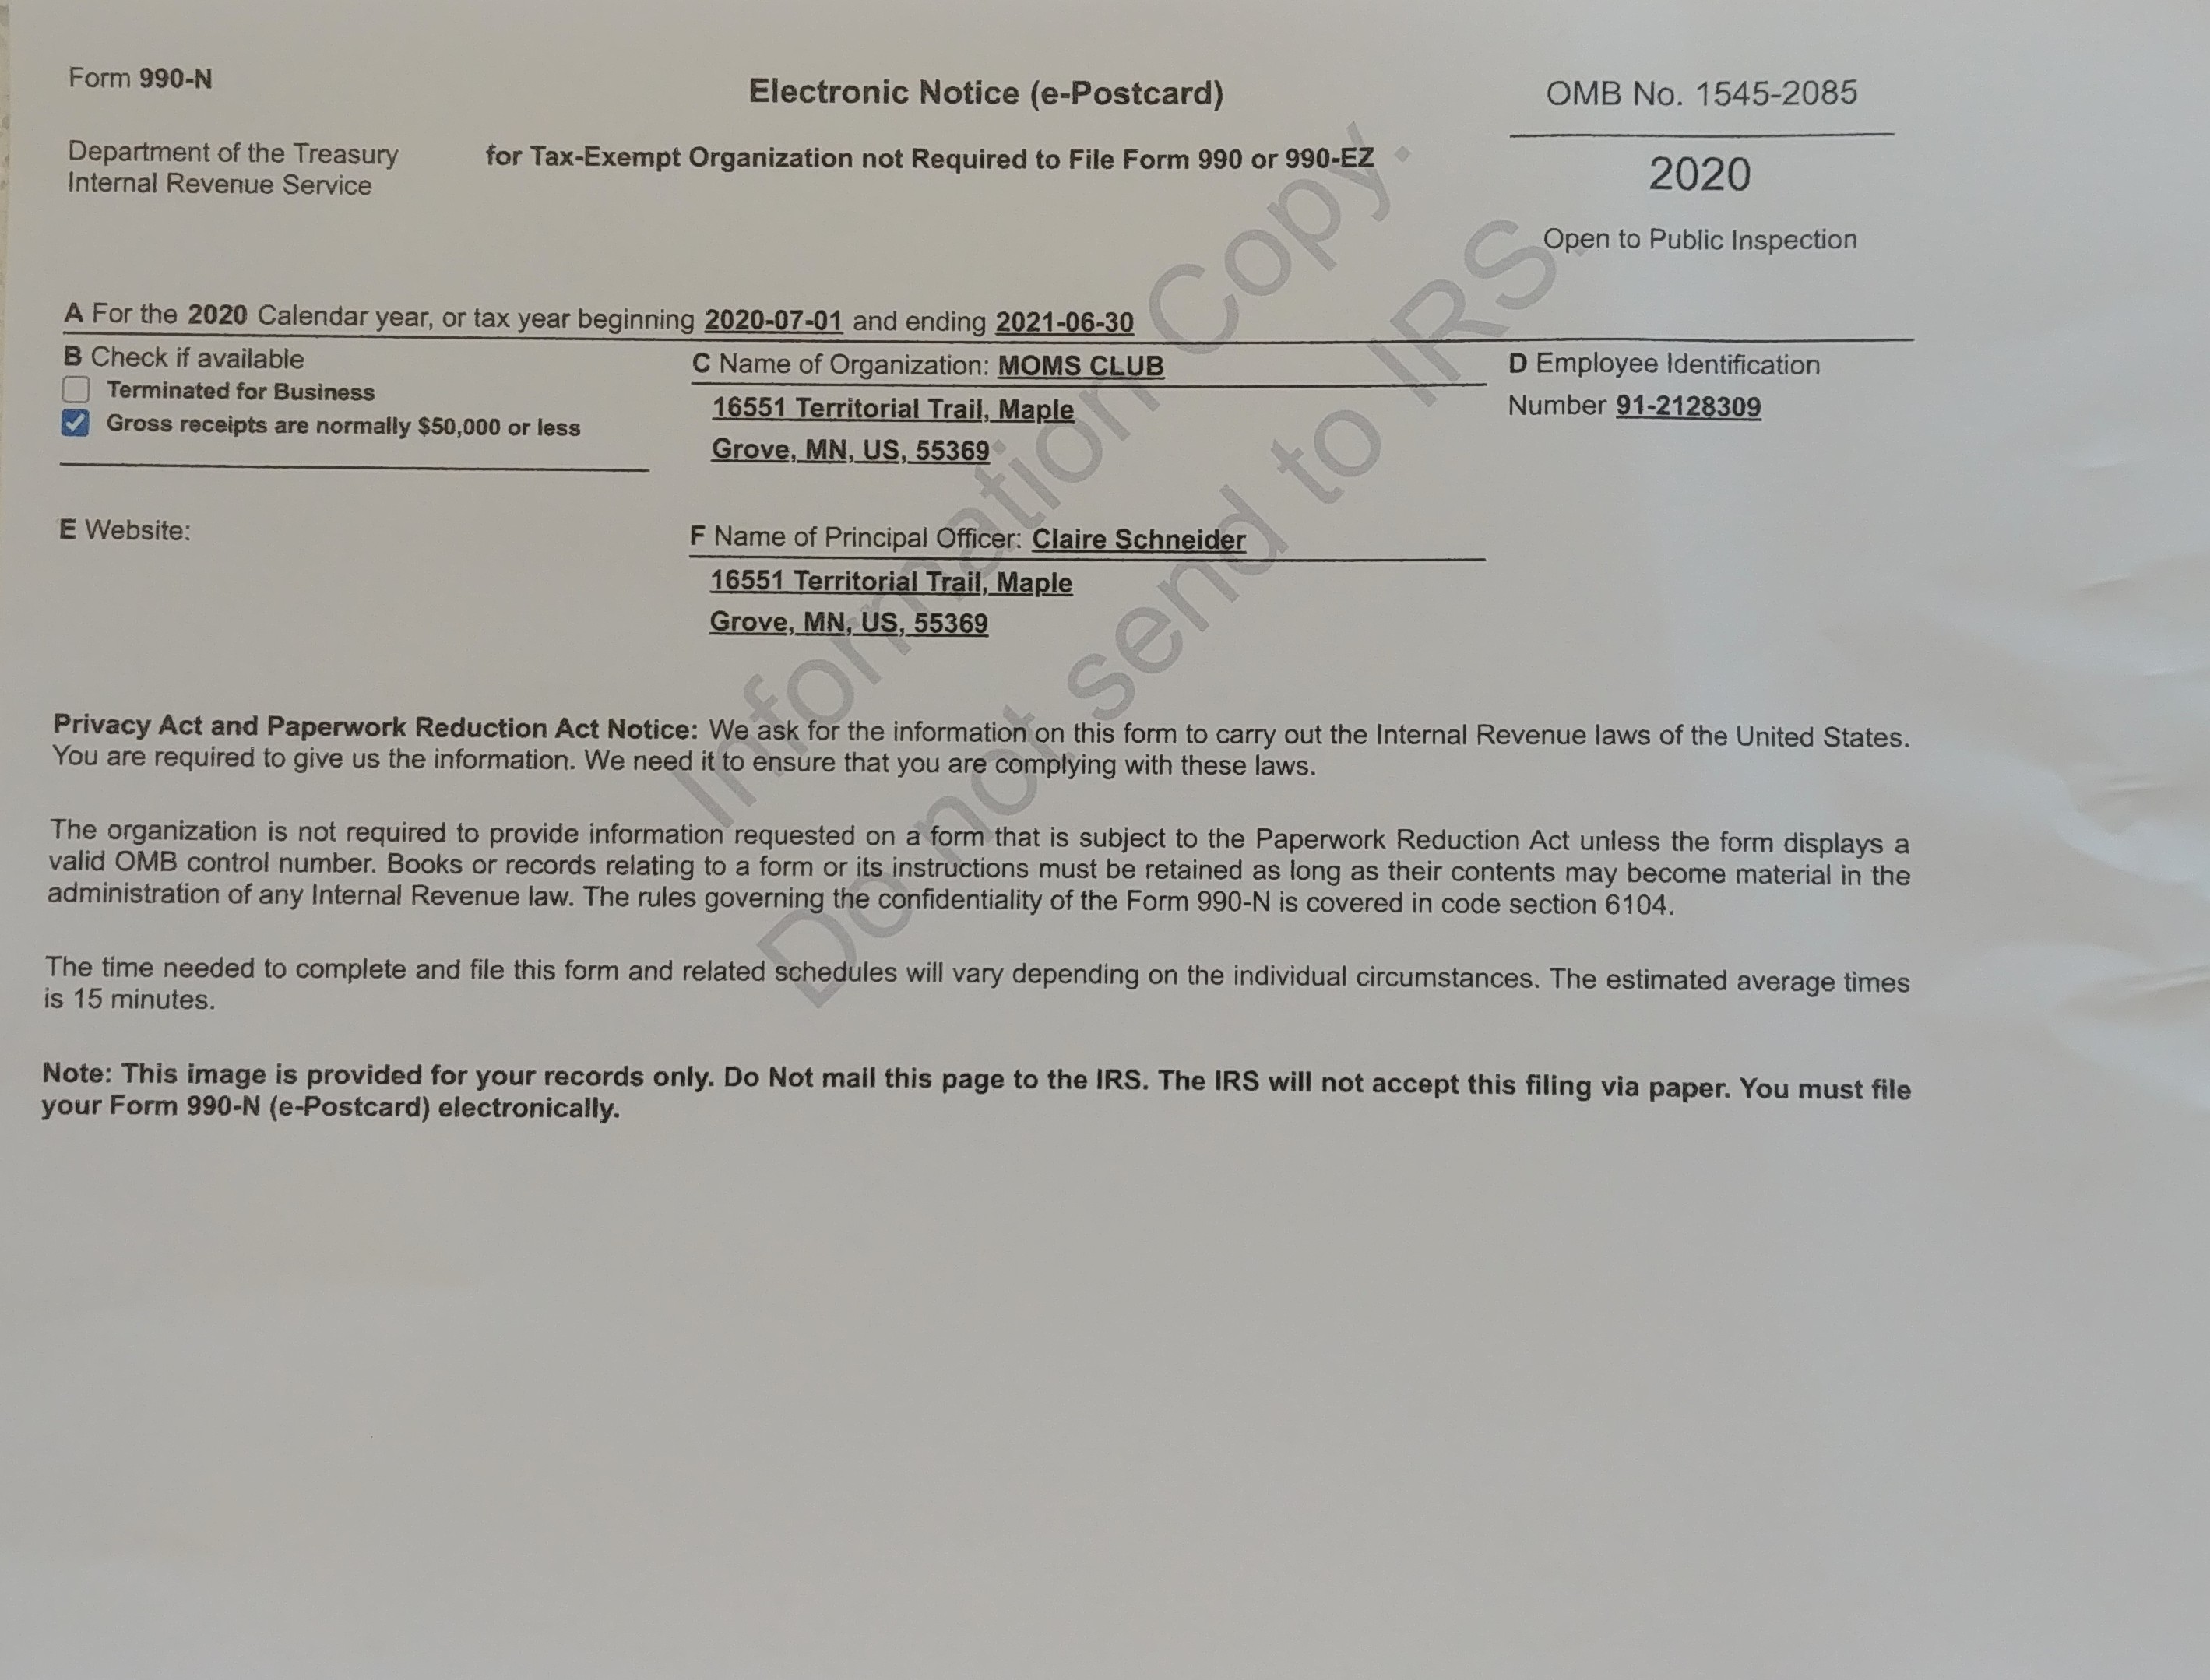 Form 990-N
Electronic Notice (e-Postcard)
OMB No. 1545-2085
Department of the Treasury
Internal Revenue Service
for Tax-Exempt Organization not Required to File Form 990 or 990-EZ
2020
Open to Public Inspection
A For the 2020 Calendar year, or tax year beginning 2020-07-01 and ending 2021-06-30
B Check if available
Terminated for Business
Gross receipts are normally $50,000 or less
C Name of Organization: MOMS CLUB
16551 Territorial Trail, Maple
Grove, MN, US, 55369
D Employee Identification
Number 91-2128309
E Website:
F Name of Principal Officer: Claire Schneider
16551 Territorial Trail, Maple
Grove, MN, US, 55369
Privacy Act and Paperwork Reduction Act Notice: We ask for the information on this form to carry out the Internal Revenue laws of the United States.
You are required to give us the information. We need it to ensure that you are complying with these laws.
The organization is not required to provide information requested on a form that is subject to the Paperwork Reduction Act unless the form displays a
valid OMB control number. Books or records relating to a form or its instructions must be retained as long as their contents may become material in the
administration of any Internal Revenue law. The rules governing the confidentiality of the Form 990-N is covered in code section 6104.
The time needed to complete and file this form and related schedules will vary depending on the individual circumstances. The estimated average times
is 15 minutes.
Note: This image is provided for your records only. Do Not mail this page to the IRS. The IRS will not accept this filing via paper. You must file
your Form 990-N (e-Postcard) electronically.
Information Copy.
Do not send to IRS.